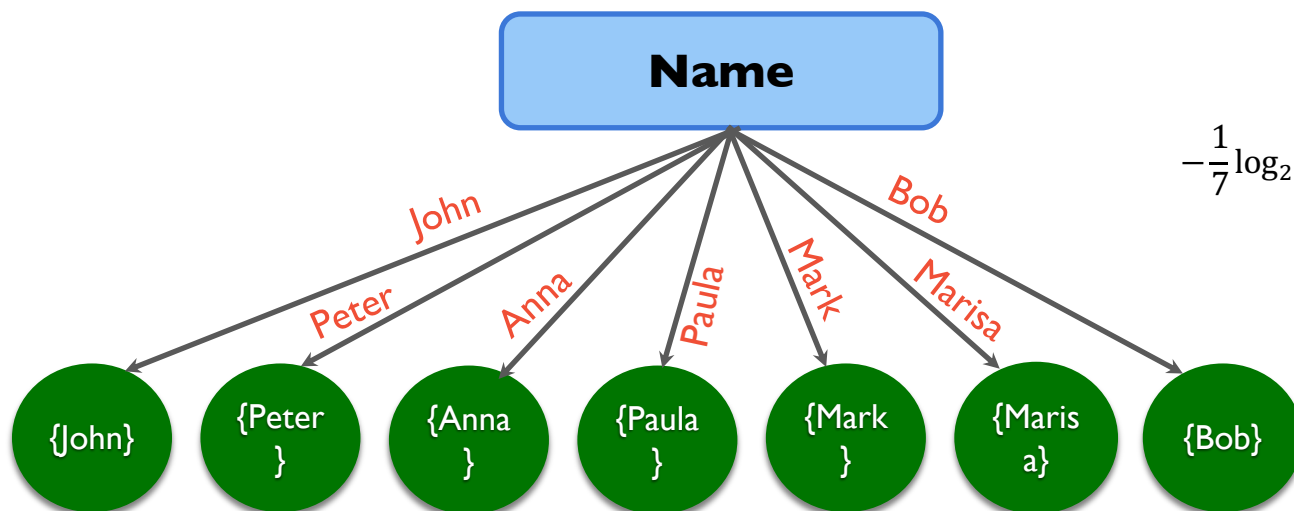 Name
−1/7 log₂
John
Peter
Anna
Paula
Mark
Marisa
Bob
{John}
{Peter
}
{Anna
}
{Paula
}
{Mark
}
{Maris
a}
{Bob}